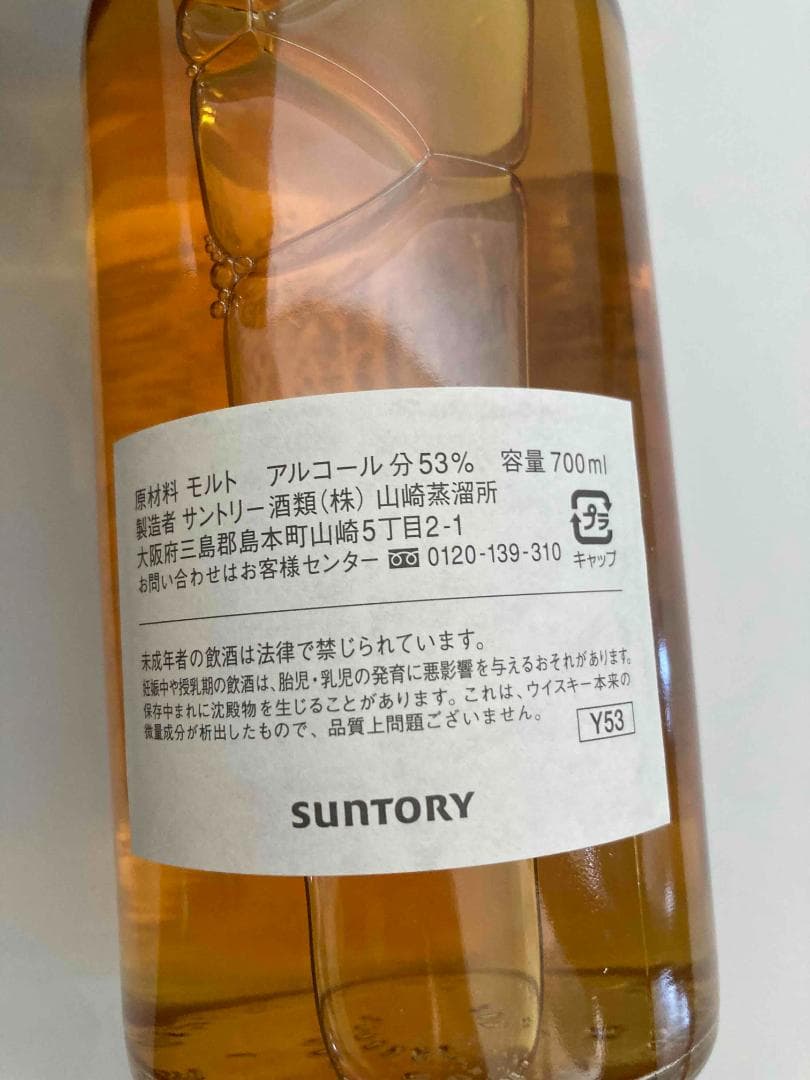 原材料 モルト アルコール分53% 容量700ml
製造者 サントリー酒類(株) 山崎蒸溜所
大阪府三島郡島本町山崎5丁目2-1
お問い合わせはお客様センター 0120-139-310
プラ
キャップ
未成年者の飲酒は法律で禁じられています。
妊娠中や授乳期の飲酒は、胎児・乳児の発育に悪影響を与えるおそれがあります。
保存中まれに沈殿物を生じることがあります。これは、ウイスキー本来の
微量成分が析出したもので、品質上問題ございません。
Y53
SUNTORY